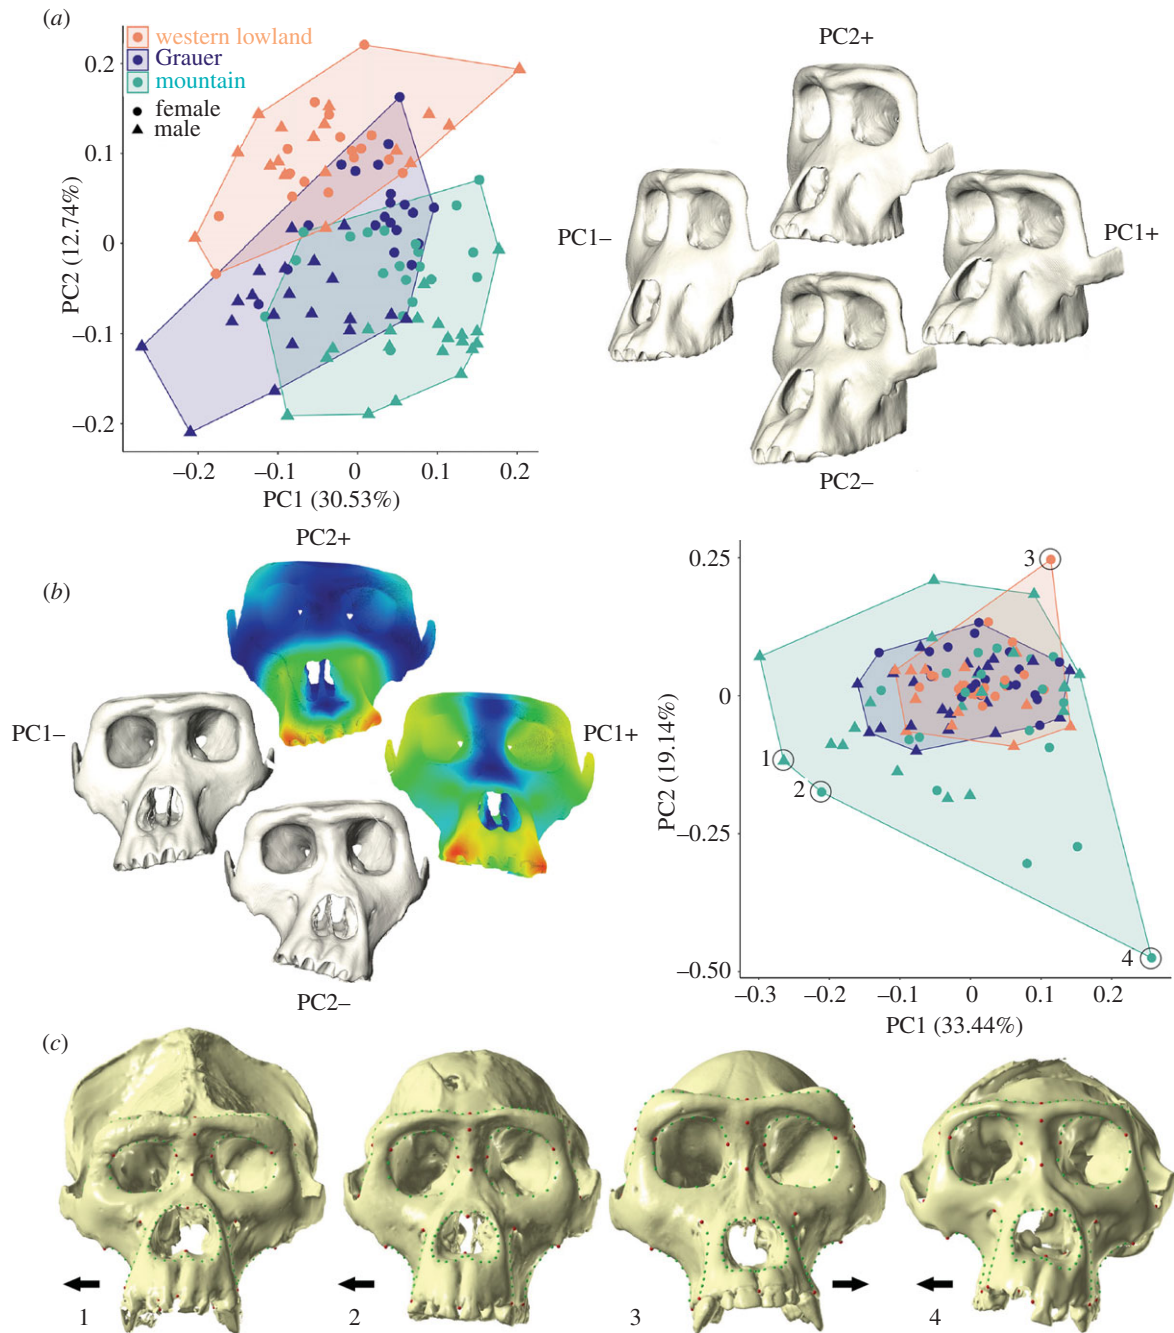 (a)
western lowland
Grauer
mountain
female
male
0.2
0.1
0
−0.1
−0.2
PC2 (12.74%)
−0.2
−0.1
0
0.1
0.2
PC1 (30.53%)
PC2+
PC1−
PC1+
PC2−
(b)
PC2+
PC1−
PC1+
PC2−
0.25
0
−0.25
−0.50
PC2 (19.14%)
3
1
2
4
−0.3
−0.2
−0.1
0
0.1
0.2
PC1 (33.44%)
(c)
1
2
3
4